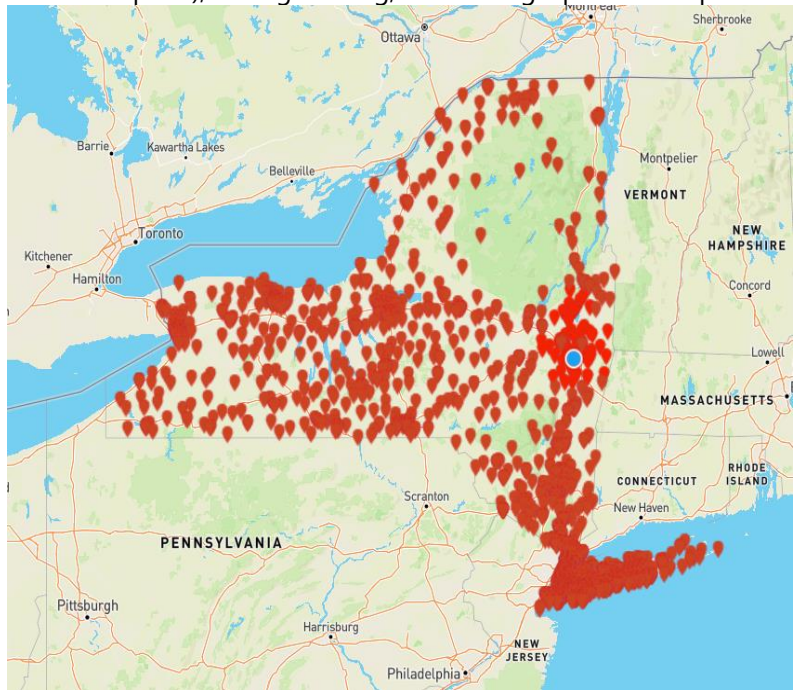 Montreal
Sherbrooke
Ottawa
Barrie
Kawartha Lakes
Belleville
Montpelier
VERMONT
Toronto
NEW
HAMPSHIRE
Kitchener
Hamilton
Concord
Lowell
MASSACHUSETTS
CONNECTICUT
RHODE
ISLAND
Scranton
New Haven
PENNSYLVANIA
Pittsburgh
Harrisburg
NEW
JERSEY
Philadelphia